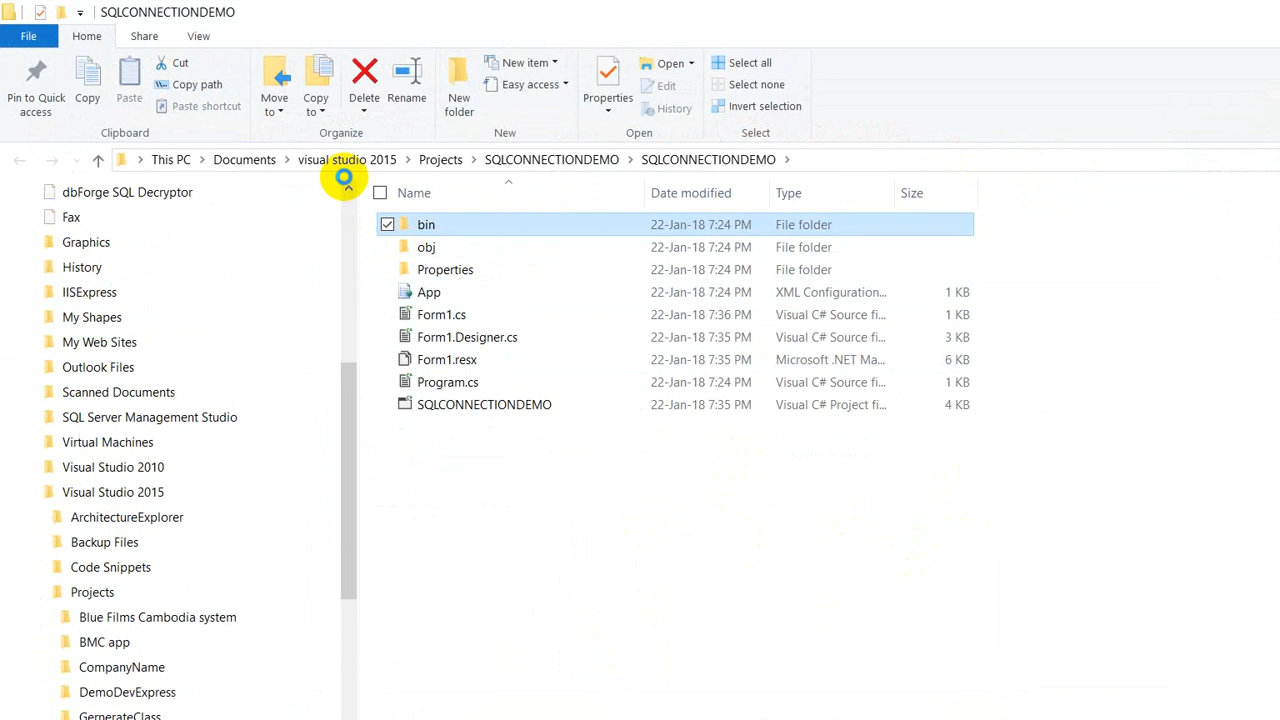 SQLCONNECTIONDEMO
File Home Share View
Pin to Quick access
Copy
Paste
Cut
Copy path
Paste shortcut
Clipboard
Move to
Copy to
Delete
Rename
Organize
New folder
New item
Easy access
New
Properties
Open
Edit
History
Open
Select all
Select none
Invert selection
Select
This PC > Documents > visual studio 2015 > Projects > SQLCONNECTIONDEMO > SQLCONNECTIONDEMO >
dbForge SQL Decryptor
Fax
Graphics
History
IISExpress
My Shapes
My Web Sites
Outlook Files
Scanned Documents
SQL Server Management Studio
Virtual Machines
Visual Studio 2010
Visual Studio 2015
ArchitectureExplorer
Backup Files
Code Snippets
Projects
Blue Films Cambodia system
BMC app
CompanyName
DemoDevExpress
GernerateClass
Name Date modified Type Size
bin 22-Jan-18 7:24 PM File folder
obj 22-Jan-18 7:24 PM File folder
Properties 22-Jan-18 7:24 PM File folder
App 22-Jan-18 7:24 PM XML Configuration... 1 KB
Form1.cs 22-Jan-18 7:36 PM Visual C# Source fi... 1 KB
Form1.Designer.cs 22-Jan-18 7:35 PM Visual C# Source fi... 3 KB
Form1.resx 22-Jan-18 7:35 PM Microsoft .NET Ma... 6 KB
Program.cs 22-Jan-18 7:24 PM Visual C# Source fi... 1 KB
SQLCONNECTIONDEMO 22-Jan-18 7:35 PM Visual C# Project fi... 4 KB